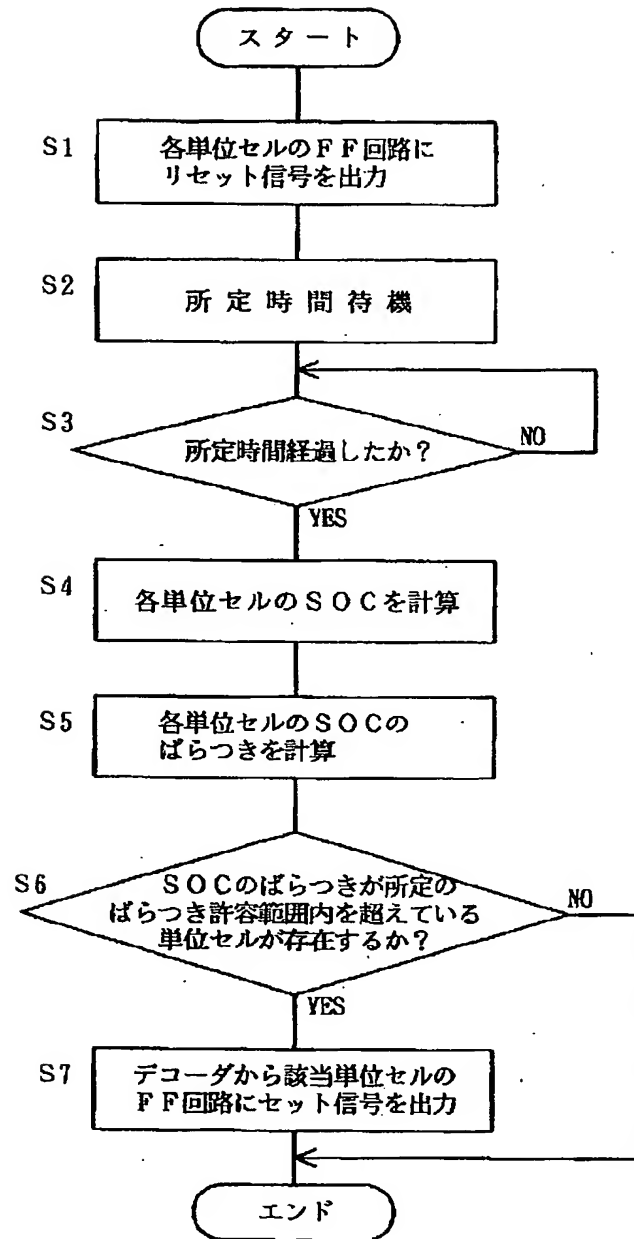 スタート
S1
各単位セルのFF回路に
リセット信号を出力
S2
所定時間待機
S3
所定時間経過したか?
NO
YES
S4
各単位セルのSOCを計算
S5
各単位セルのSOCの
ばらつきを計算
S6
SOCのばらつきが所定の
ばらつき許容範囲内を超えている
単位セルが存在するか?
NO
YES
S7
デコーダから該当単位セルの
FF回路にセット信号を出力
エンド